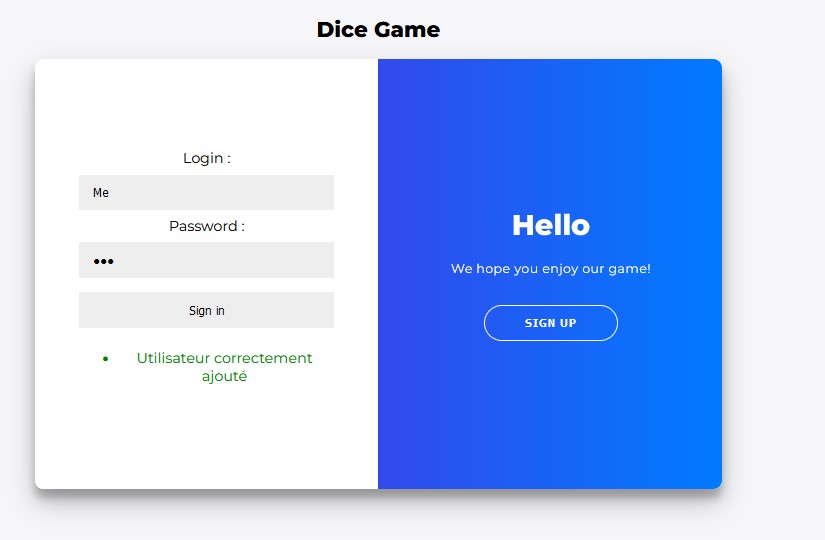 Dice Game
Login :
Me
Password :
•••
Sign in
• Utilisateur correctement
ajouté
Hello
We hope you enjoy our game!
SIGN UP